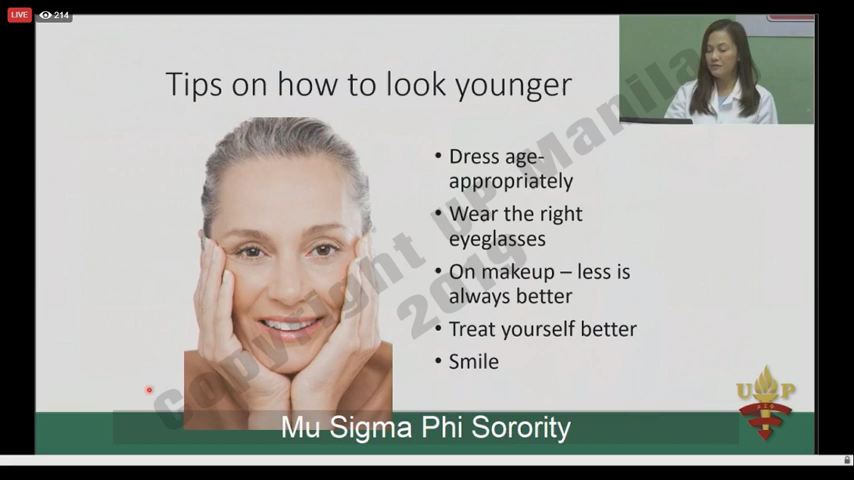 LIVE 214
Tips on how to look younger
• Dress age-
appropriately
• Wear the right
eyeglasses
• On makeup – less is
always better
• Treat yourself better
• Smile
Copyright UP Manila
2019
U P
Mu Sigma Phi Sorority